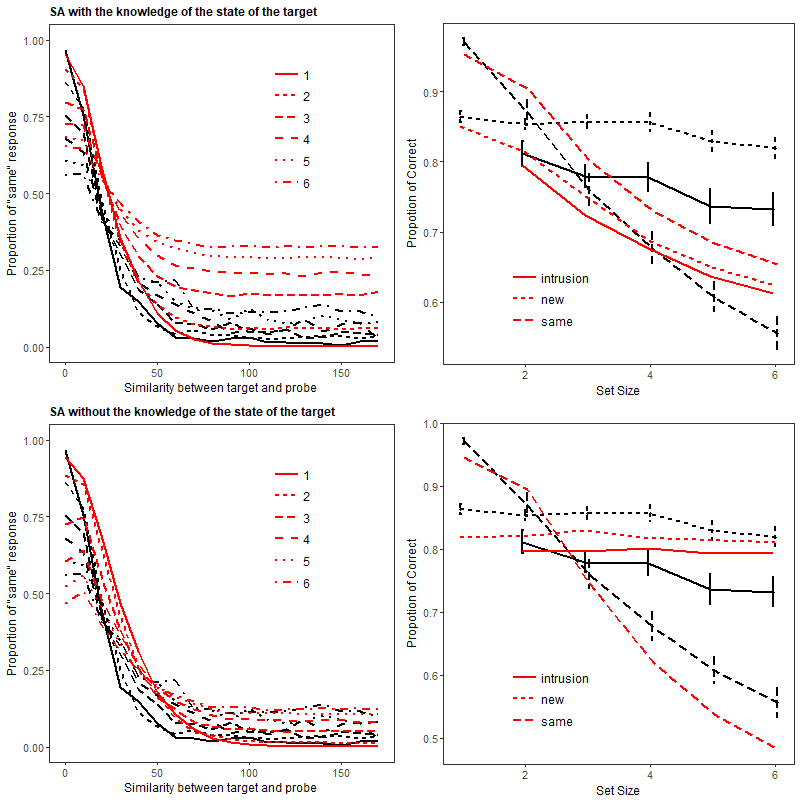 SA with the knowledge of the state of the target
1.00
0.75
0.50
0.25
0.00
Proportion of "same" response
0
50
100
150
Similarity between target and probe
1
2
3
4
5
6
0.9
0.8
0.7
0.6
Propotion of Correct
2
4
6
Set Size
intrusion
new
same
SA without the knowledge of the state of the target
1.00
0.75
0.50
0.25
0.00
Proportion of "same" response
0
50
100
150
Similarity between target and probe
1
2
3
4
5
6
1.0
0.9
0.8
0.7
0.6
0.5
Propotion of Correct
2
4
6
Set Size
intrusion
new
same